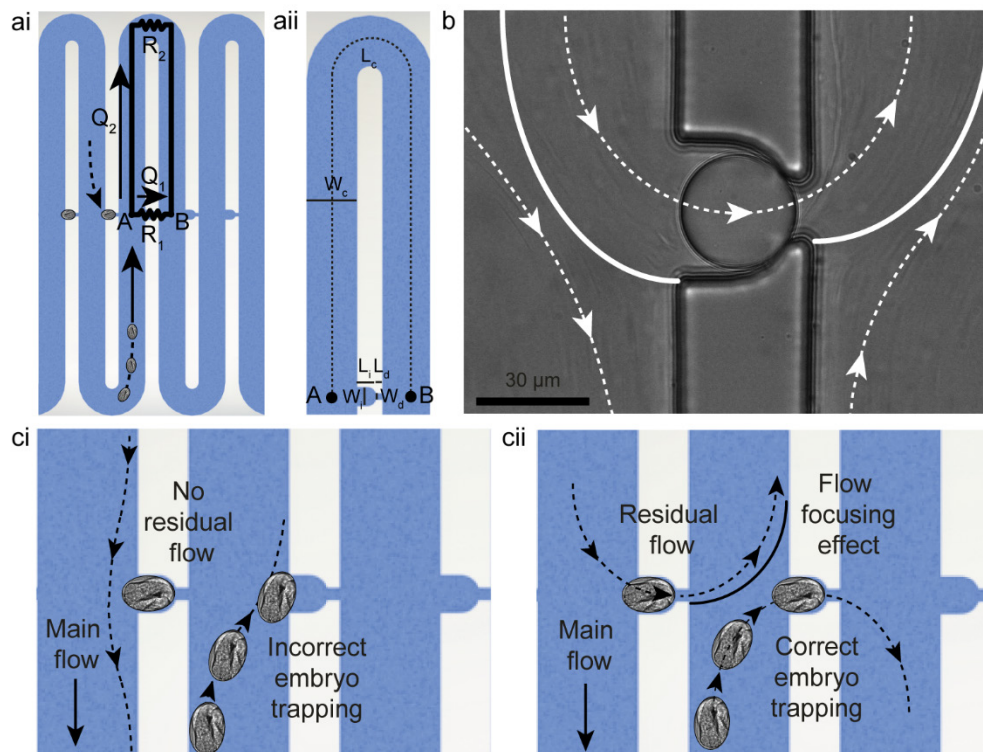 ai
R2
Q2
Q1
A
B
R1
aii
Lc
Wc
Li
Ld
A
Wi
Wd
B
b
30 µm
ci
No
residual
flow
Main
flow
Incorrect
embryo
trapping
cii
Residual
flow
Flow
focusing
effect
Main
flow
Correct
embryo
trapping